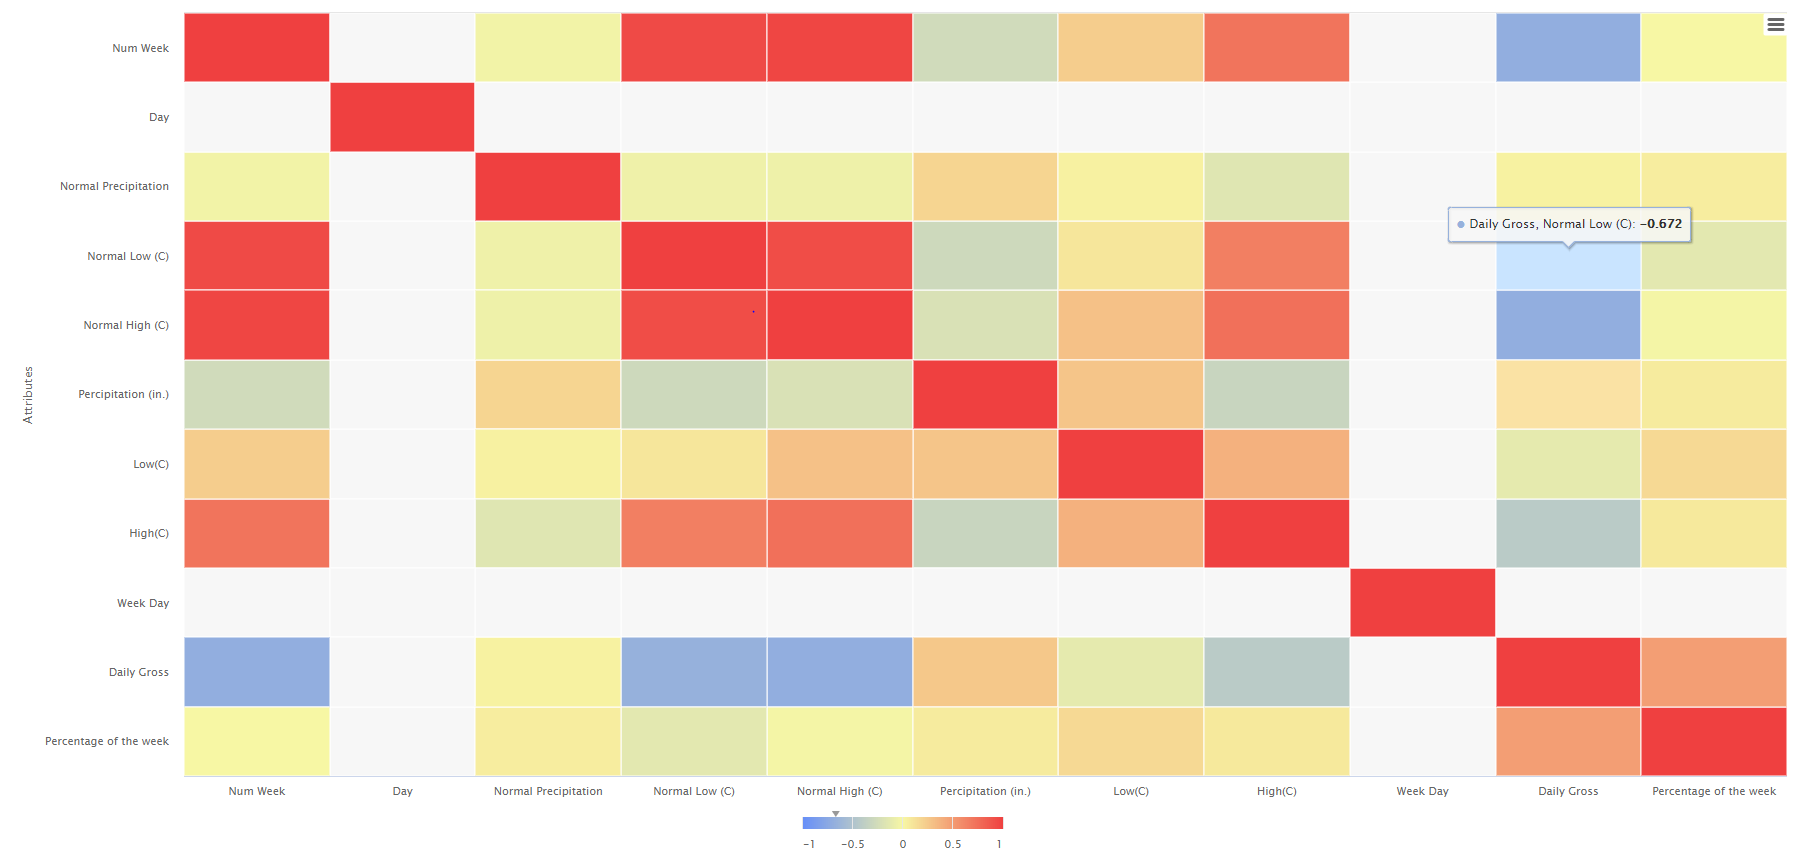 Num Week
Day
Normal Precipitation
Daily Gross, Normal Low (C): −0.672
Normal Low (C)
Normal High (C)
Attributes
Percipitation (in.)
Low(C)
High(C)
Week Day
Daily Gross
Percentage of the week
Num Week Day Normal Precipitation Normal Low (C) Normal High (C) Percipitation (in.) Low(C) High(C) Week Day Daily Gross Percentage of the week
−1 −0.5 0 0.5 1